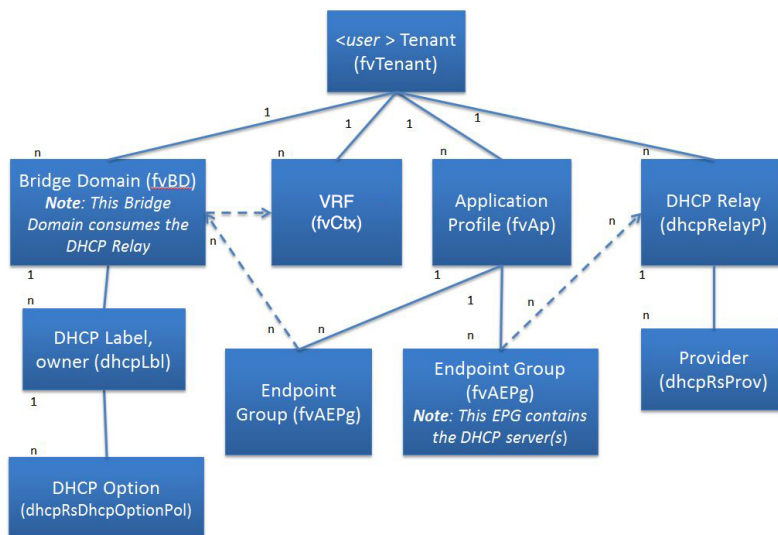 <user > Tenant
(fvTenant)
1
1
1
1
n
n
n
n
Bridge Domain (fvBD)
Note: This Bridge
Domain consumes the
DHCP Relay
VRF
(fvCtx)
Application
Profile (fvAp)
DHCP Relay
(dhcpRelayP)
n
n
1
1
1
1
n
n
n
n
n
n
DHCP Label,
owner (dhcpLbl)
Endpoint
Group (fvAEPg)
Endpoint Group
(fvAEPg)
Note: This EPG contains
the DHCP server(s)
Provider
(dhcpRsProv)
1
n
DHCP Option
(dhcpRsDhcpOptionPol)